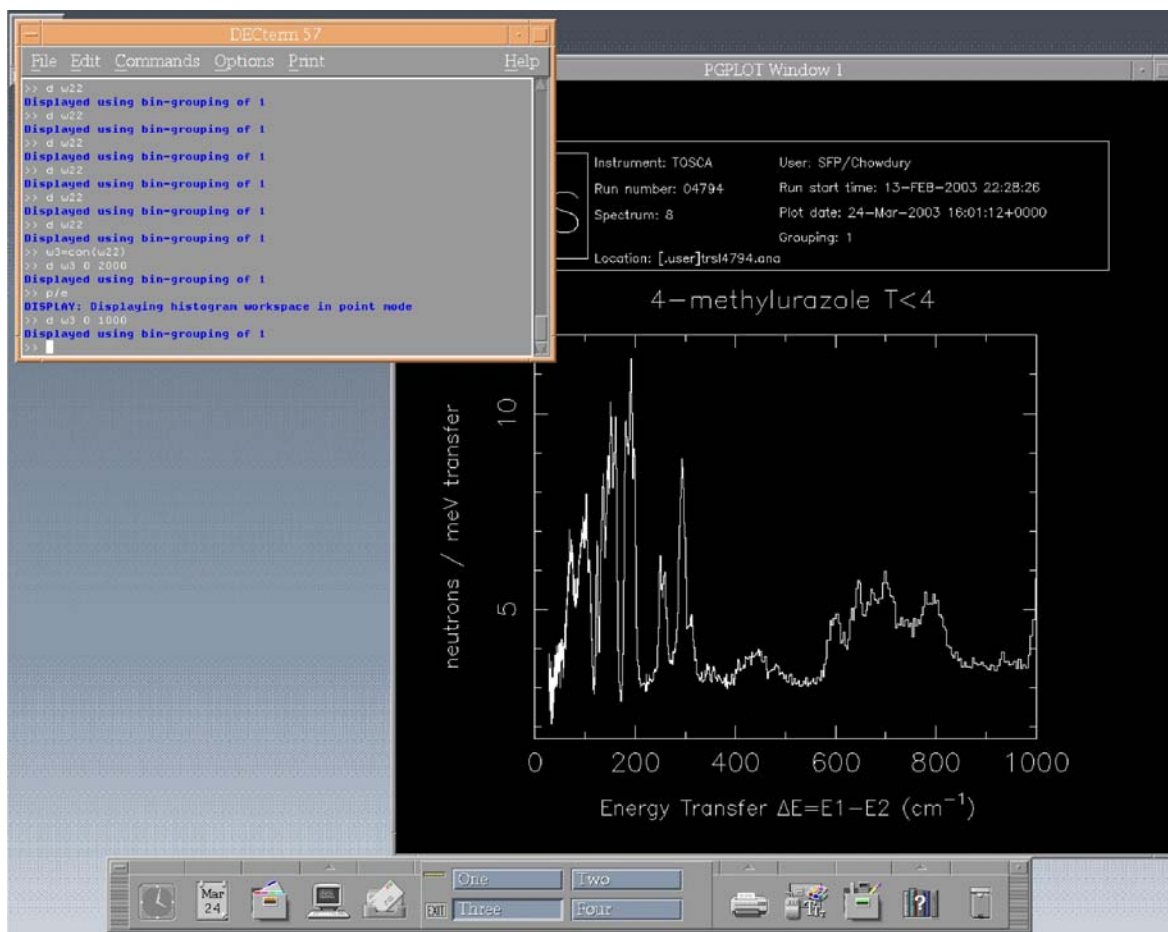 DECterm 57
File Edit Commands Options Print Help
>> d w22
Displayed using bin-grouping of 1
>> d w22
Displayed using bin-grouping of 1
>> d w22
Displayed using bin-grouping of 1
>> d w22
Displayed using bin-grouping of 1
>> d w22
Displayed using bin-grouping of 1
>> d w22
Displayed using bin-grouping of 1
>> w3=con(w22)
>> d w3 0 2000
Displayed using bin-grouping of 1
>> p/e
DISPLAY: Displaying histogram workspace in point mode
>> d w3 0 1000
Displayed using bin-grouping of 1
>>
PGPLOT Window 1
S
Instrument: TOSCA
User: SFP/Chowdury
Run number: 04794
Run start time: 13-FEB-2003 22:28:26
Spectrum: 8
Plot date: 24-Mar-2003 16:01:12+0000
Grouping: 1
Location: [.user]trsl4794.ana
4-methylurazole T<4
neutrons / meV transfer
10
5
0 200 400 600 800 1000
Energy Transfer ΔE=E1-E2 (cm⁻¹)
Mar
24
One
Two
EXIT
Three
Four
?